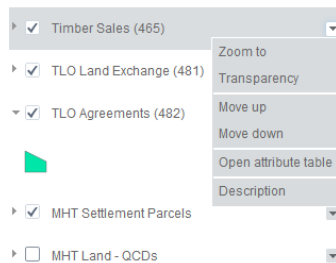 Timber Sales (465)
Zoom to
TLO Land Exchange (481)
Transparency
Move up
TLO Agreements (482)
Move down
Open attribute table
Description
MHT Settlement Parcels
MHT Land - QCDs